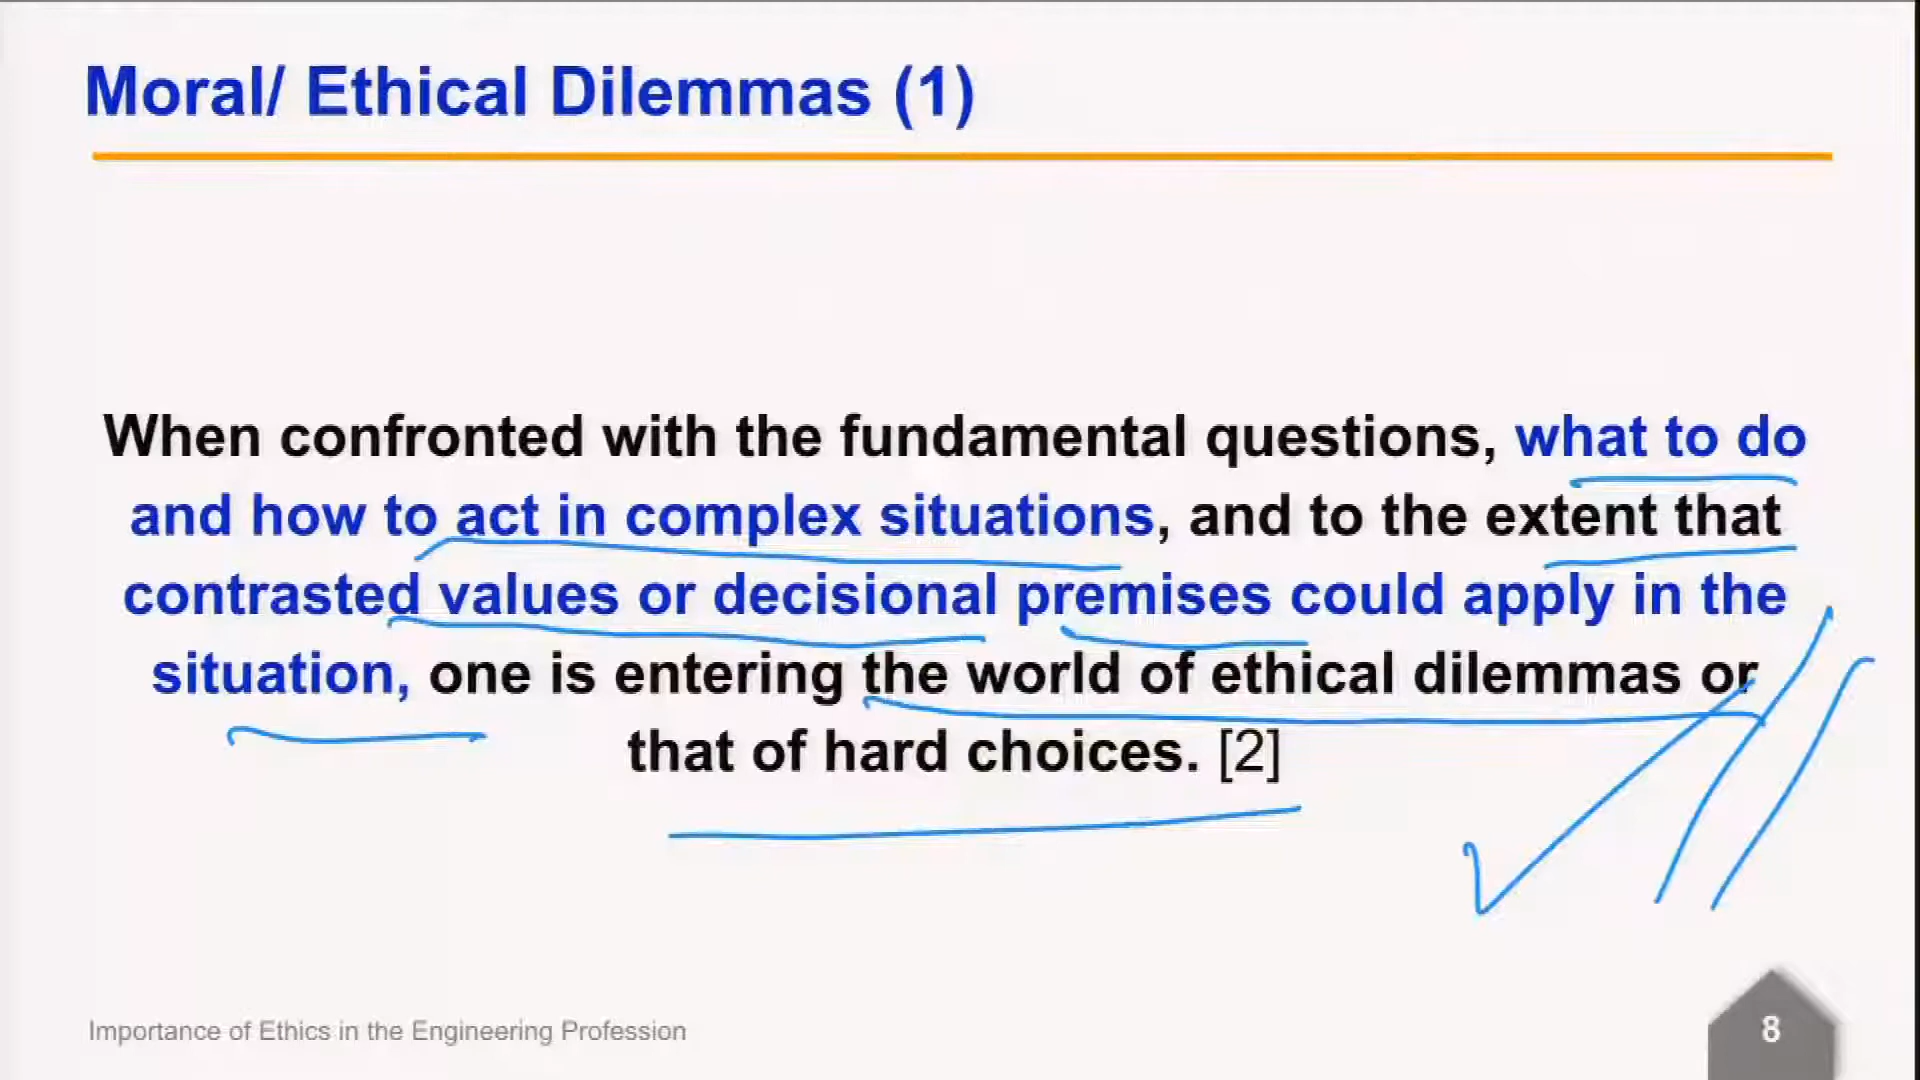 Moral/ Ethical Dilemmas (1)
When confronted with the fundamental questions, what to do
and how to act in complex situations, and to the extent that
contrasted values or decisional premises could apply in the
situation, one is entering the world of ethical dilemmas or
that of hard choices. [2]
Importance of Ethics in the Engineering Profession
8